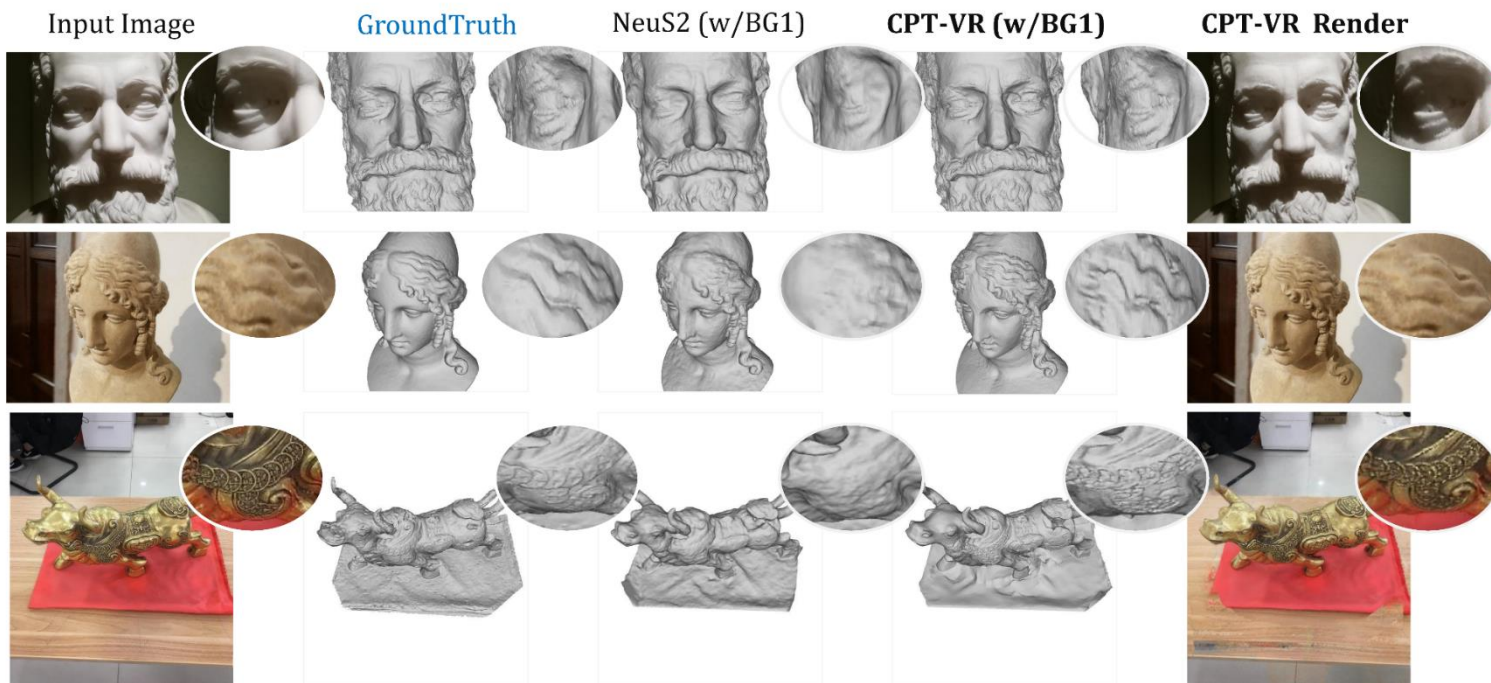 Input Image
GroundTruth
NeuS2 (w/BG1)
CPT-VR (w/BG1)
CPT-VR Render